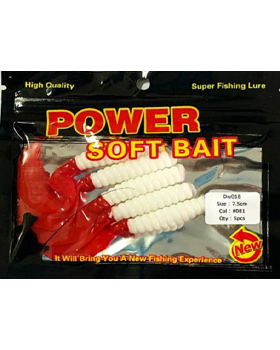 High Quality
Super Fishing Lure
POWER
SOFT BAIT
Dw018
Size : 7.5cm
Col : #081
Qty : 5pcs
New
It Will Bring You A New Fishing Experience